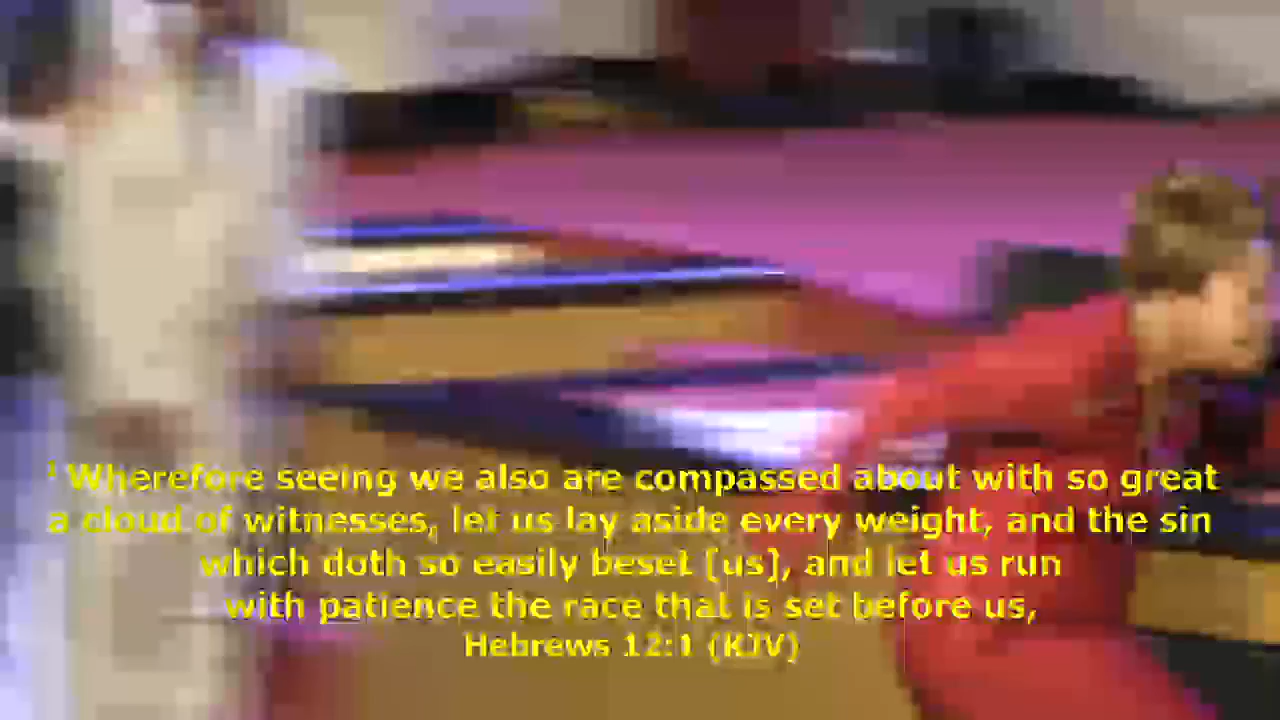 ¹ Wherefore seeing we also are compassed about with so great
a cloud of witnesses, let us lay aside every weight, and the sin
which doth so easily beset [us], and let us run
with patience the race that is set before us,
Hebrews 12:1 (KJV)